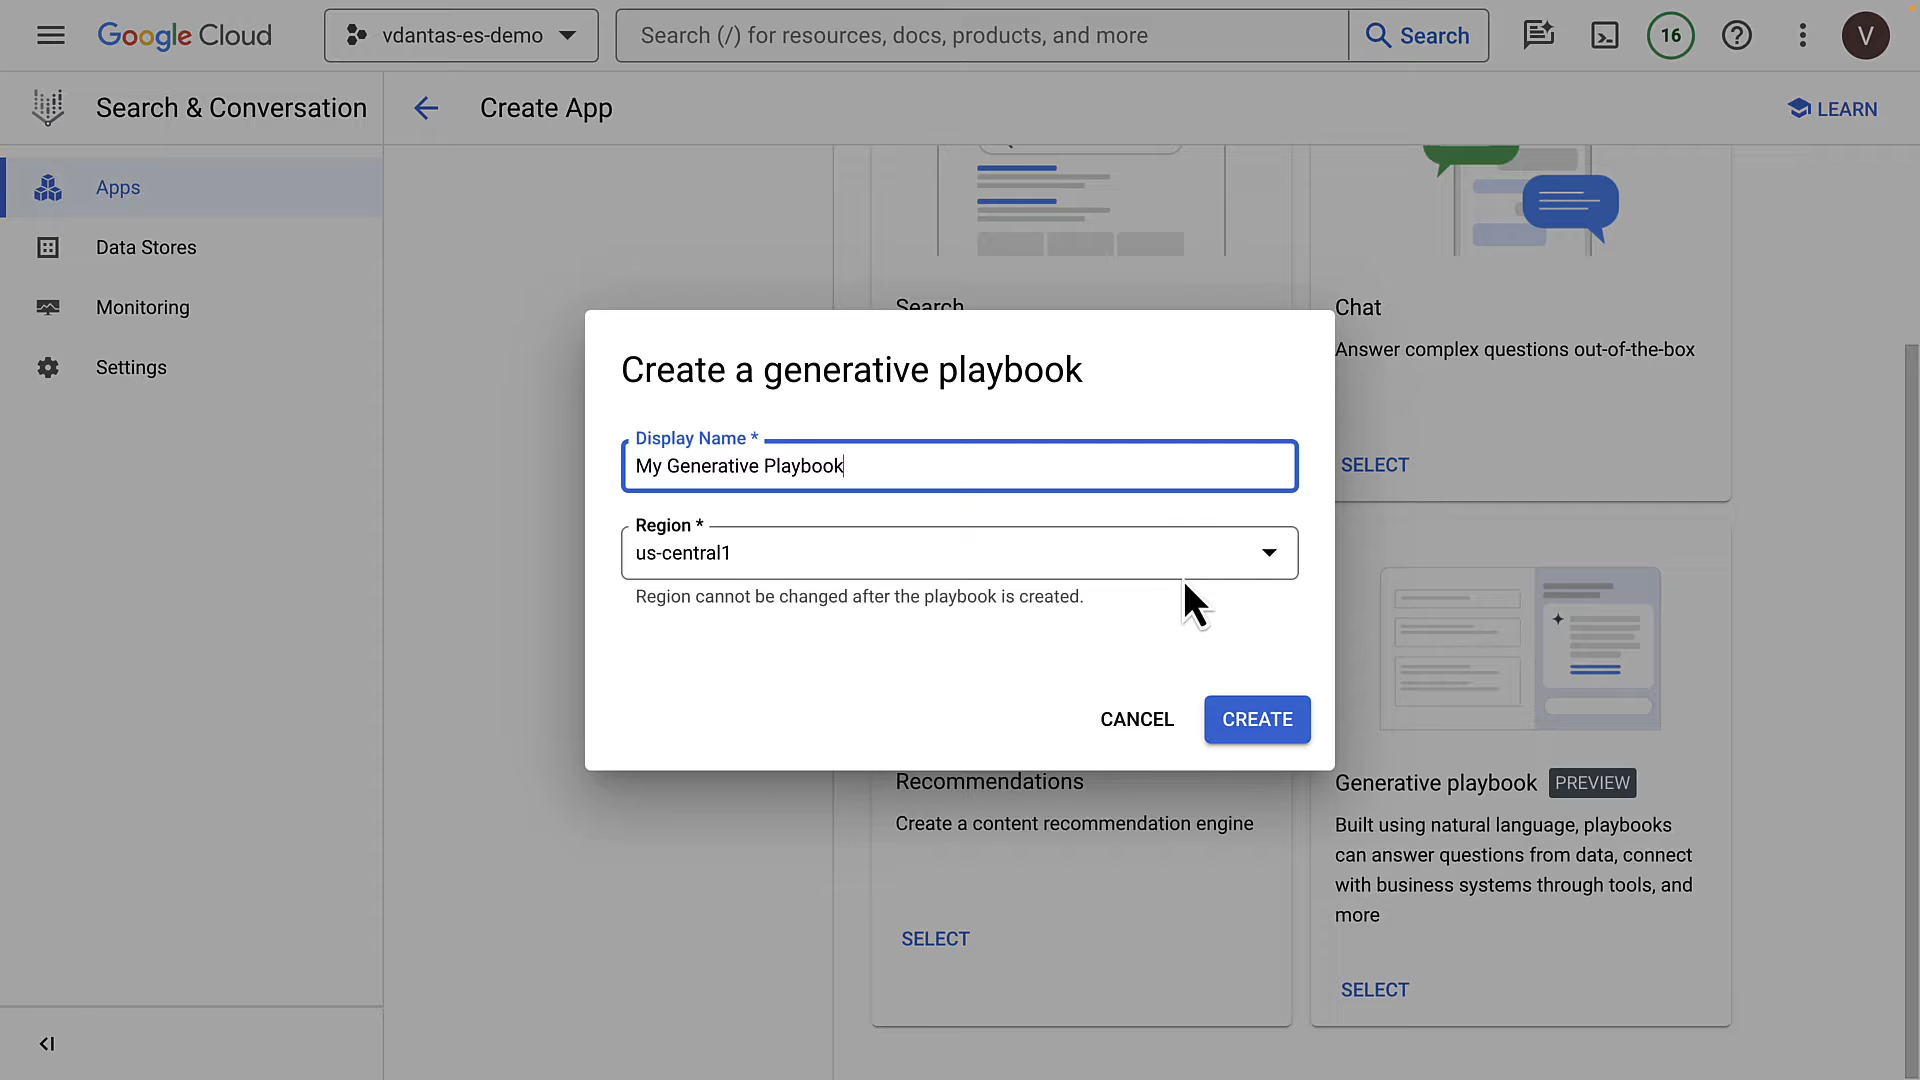 Google Cloud
vdantas-es-demo
Search (/) for resources, docs, products, and more
Search
16
V
Search & Conversation
Create App
LEARN
Apps
Data Stores
Monitoring
Settings
Search
Chat
Answer complex questions out-of-the-box
SELECT
Create a generative playbook
Display Name *
My Generative Playbook
Region *
us-central1
Region cannot be changed after the playbook is created.
CANCEL
CREATE
Recommendations
Create a content recommendation engine
SELECT
Generative playbook PREVIEW
Built using natural language, playbooks
can answer questions from data, connect
with business systems through tools, and
more
SELECT